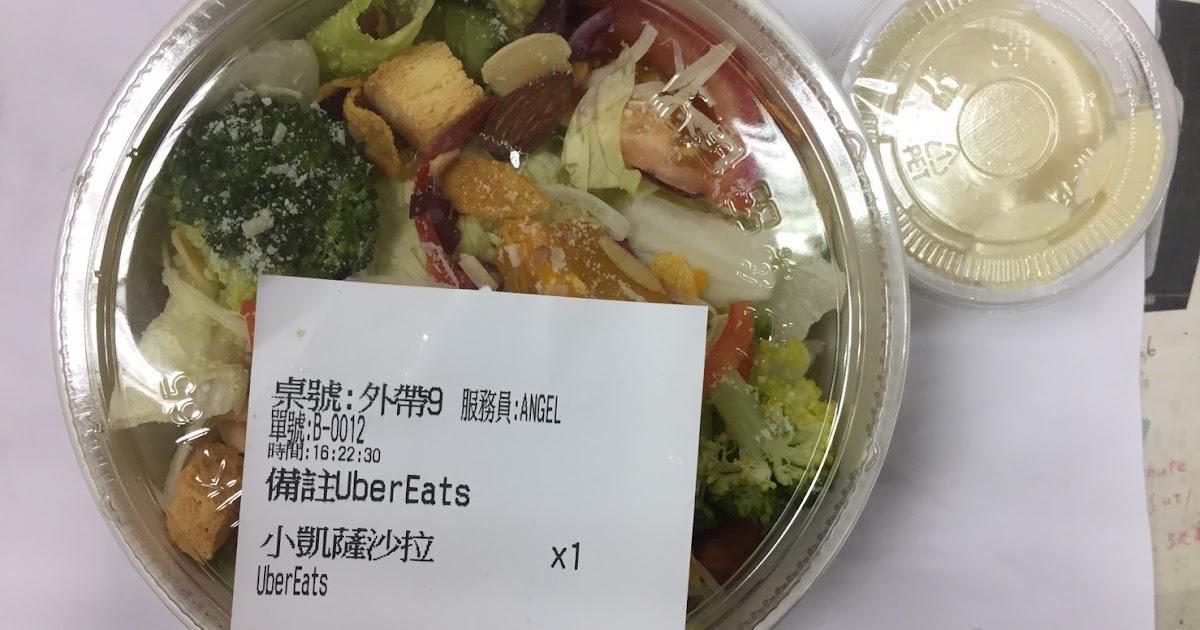 桌號:外帶9 服務員:ANGEL
單號:B-0012
時間:16:22:30
備註UberEats
小凱薩沙拉 x1
UberEats
PET